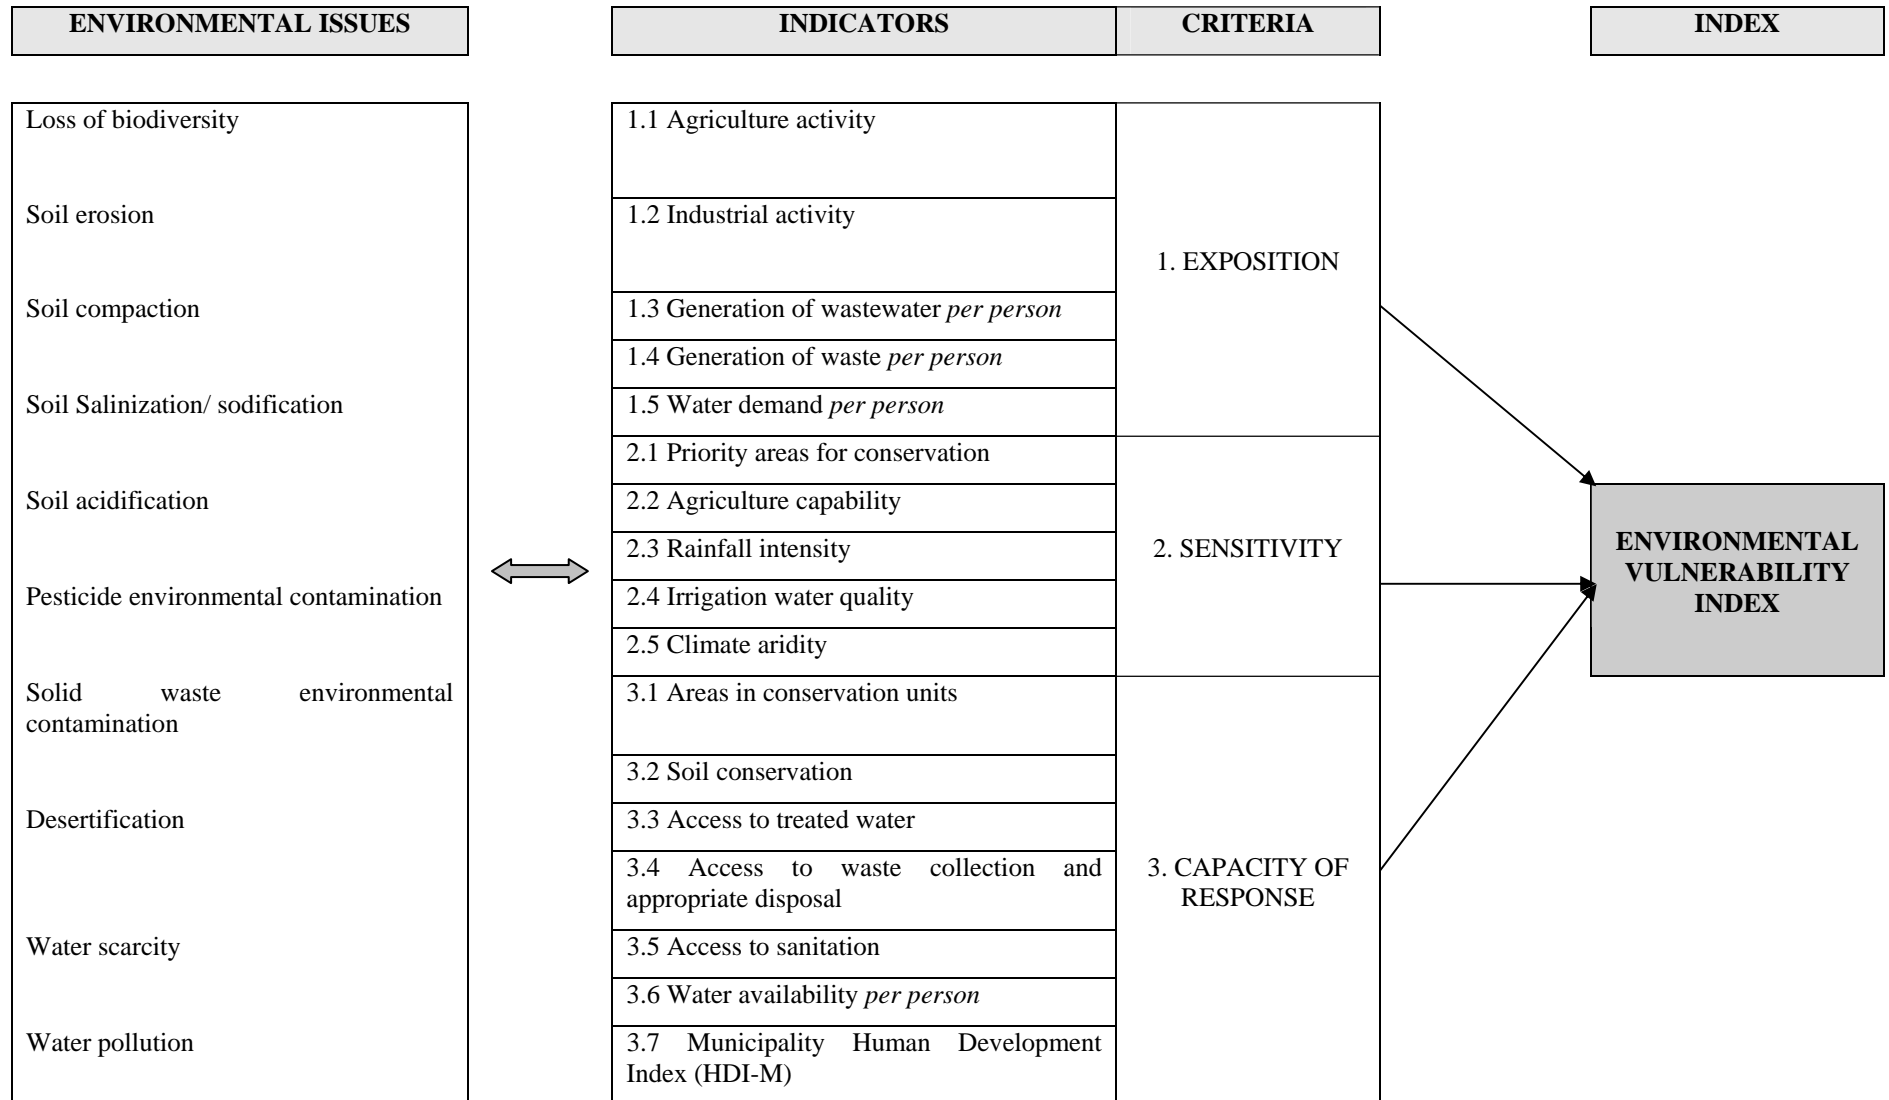 ENVIRONMENTAL ISSUES
INDICATORS
CRITERIA
INDEX
Loss of biodiversity
Soil erosion
Soil compaction
Soil Salinization/ sodification
Soil acidification
Pesticide environmental contamination
Solid waste environmental
contamination
Desertification
Water scarcity
Water pollution
1.1 Agriculture activity
1.2 Industrial activity
1.3 Generation of wastewater per person
1.4 Generation of waste per person
1.5 Water demand per person
2.1 Priority areas for conservation
2.2 Agriculture capability
2.3 Rainfall intensity
2.4 Irrigation water quality
2.5 Climate aridity
3.1 Areas in conservation units
3.2 Soil conservation
3.3 Access to treated water
3.4 Access to waste collection and
appropriate disposal
3.5 Access to sanitation
3.6 Water availability per person
3.7 Municipality Human Development
Index (HDI-M)
1. EXPOSITION
2. SENSITIVITY
3. CAPACITY OF
RESPONSE
ENVIRONMENTAL
VULNERABILITY
INDEX